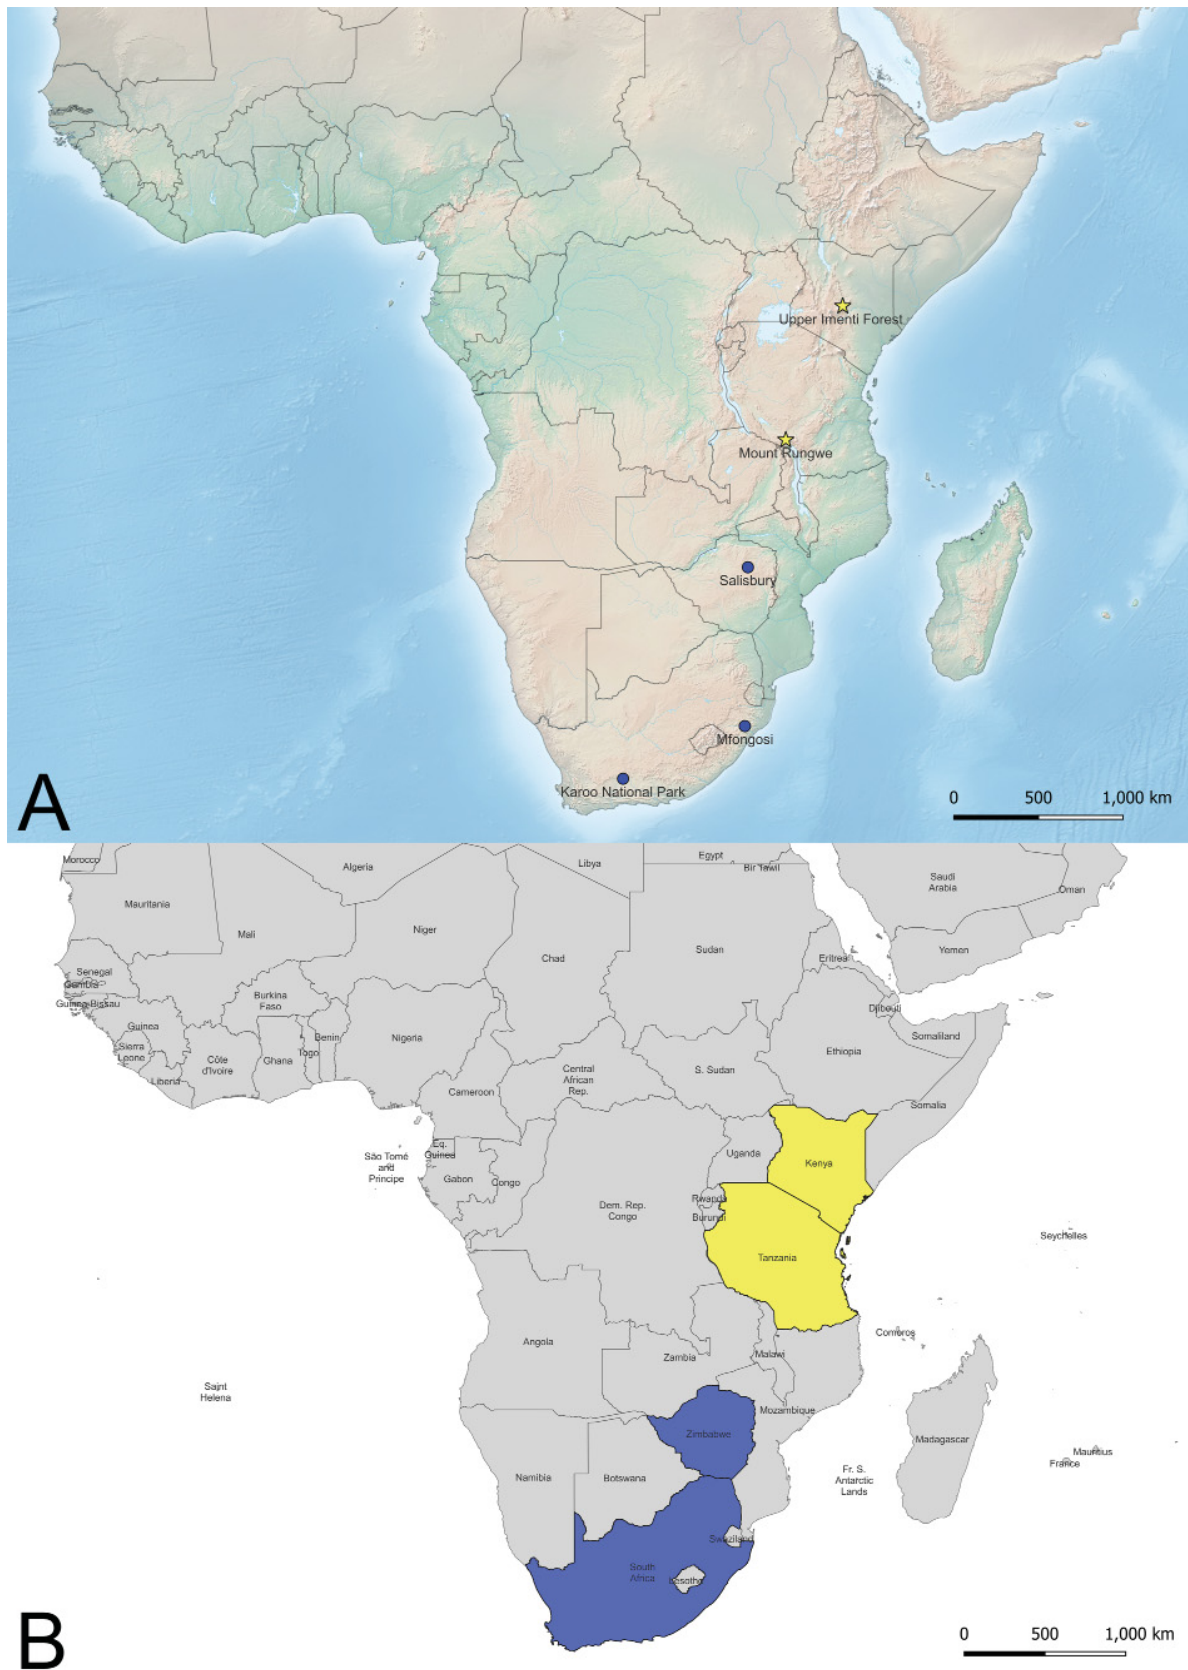 Upper Imenti Forest
Mount Rungwe
Salisbury
Mfongosi
Karoo National Park
A
0 500 1,000 km
Morocco
Algeria
Libya
Egypt
Bir Tawil
Saudi
Arabia
Oman
Mauritania
Mali
Niger
Chad
Sudan
Eritrea
Yemen
Senegal
Gambia
Guinea-Bissau
Guinea
Sierra
Leone
Liberia
Côte
d'Ivoire
Burkina
Faso
Ghana
Togo
Benin
Nigeria
Cameroon
Central
African
Rep.
S. Sudan
Ethiopia
Djibouti
Somaliland
Somalia
São Tomé
and
Principe
Eq.
Guinea
Gabon
Congo
Dem. Rep.
Congo
Uganda
Kenya
Rwanda
Burundi
Tanzania
Seychelles
Comoros
Angola
Zambia
Malawi
Mozambique
Madagascar
Mauritius
France
Saint
Helena
Zimbabwe
Namibia
Botswana
Fr. S.
Antarctic
Lands
Swaziland
South
Africa
Lesotho
B
0 500 1,000 km